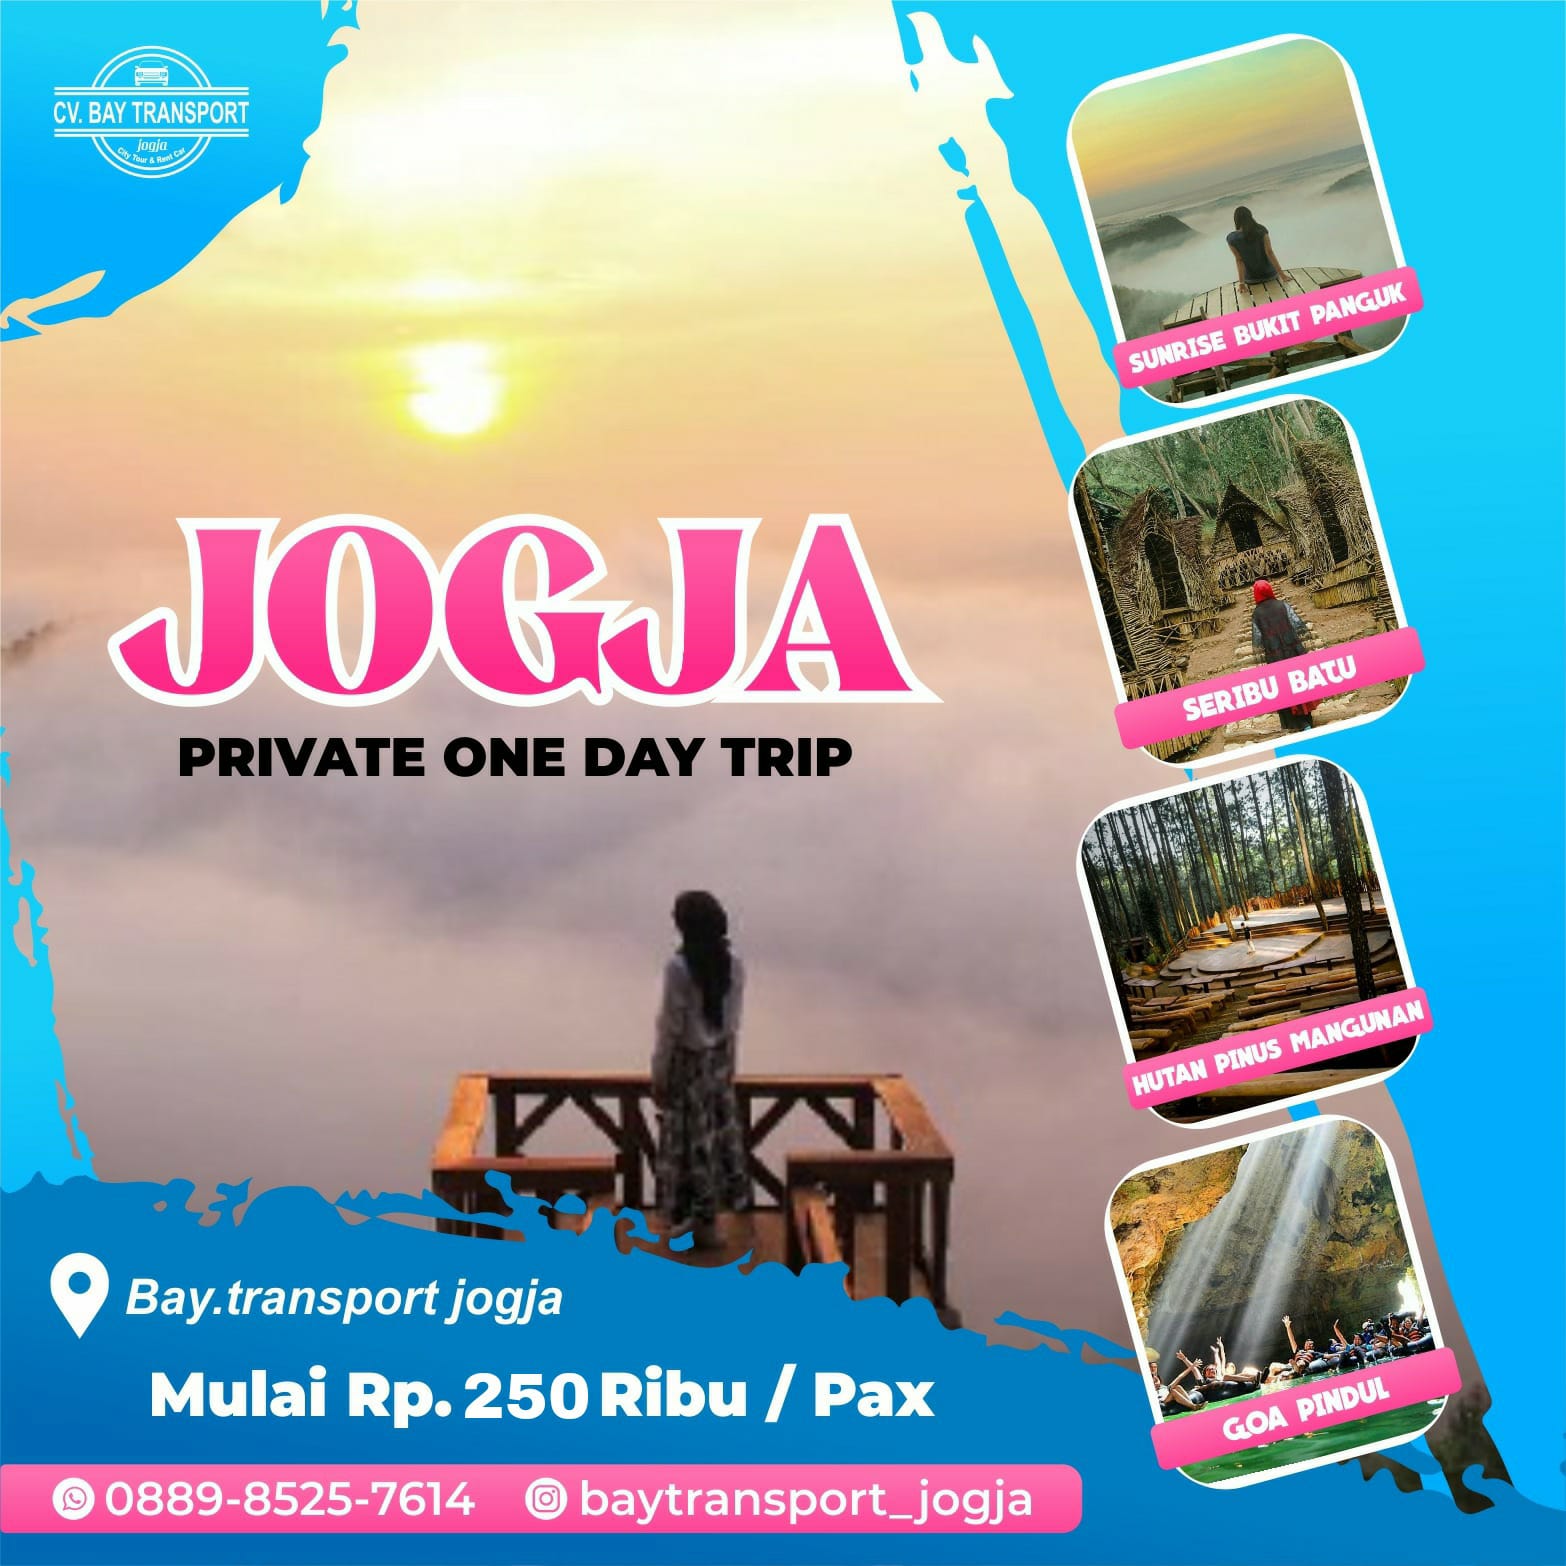 CV. BAY TRANSPORT
jogja
City Tour & Rent Car
JOGJA
PRIVATE ONE DAY TRIP
SUNRISE BUKIT PANGUK
SERIBU BATU
HUTAN PINUS MANGUNAN
GOA PINDUL
Bay.transport jogja
Mulai Rp. 250 Ribu / Pax
0889-8525-7614 baytransport_jogja